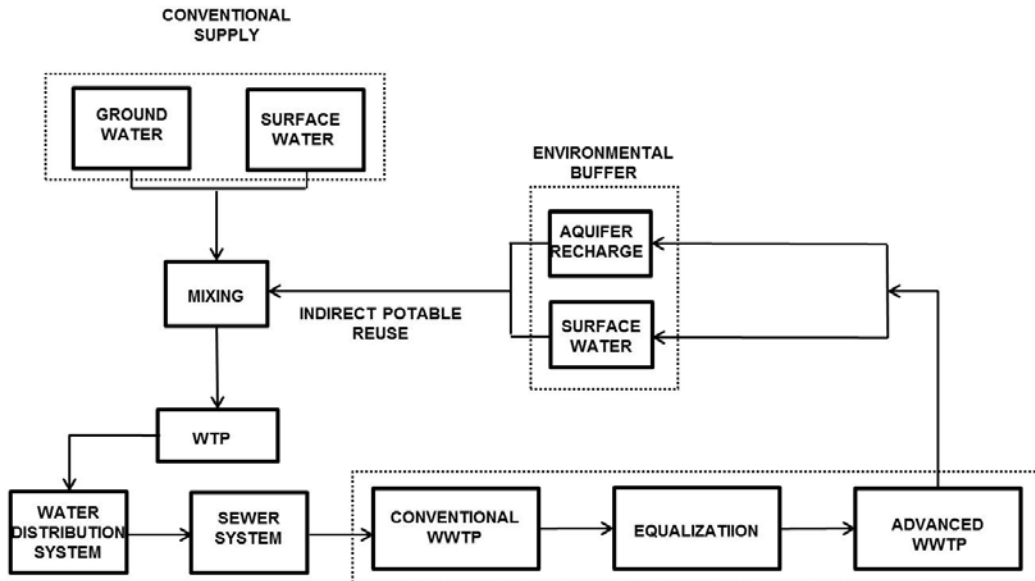 CONVENTIONAL
SUPPLY
GROUND
WATER
SURFACE
WATER
ENVIRONMENTAL
BUFFER
AQUIFER
RECHARGE
MIXING
INDIRECT POTABLE
REUSE
SURFACE
WATER
WTP
WATER
DISTRIBUTION
SYSTEM
SEWER
SYSTEM
CONVENTIONAL
WWTP
EQUALIZATIION
ADVANCED
WWTP